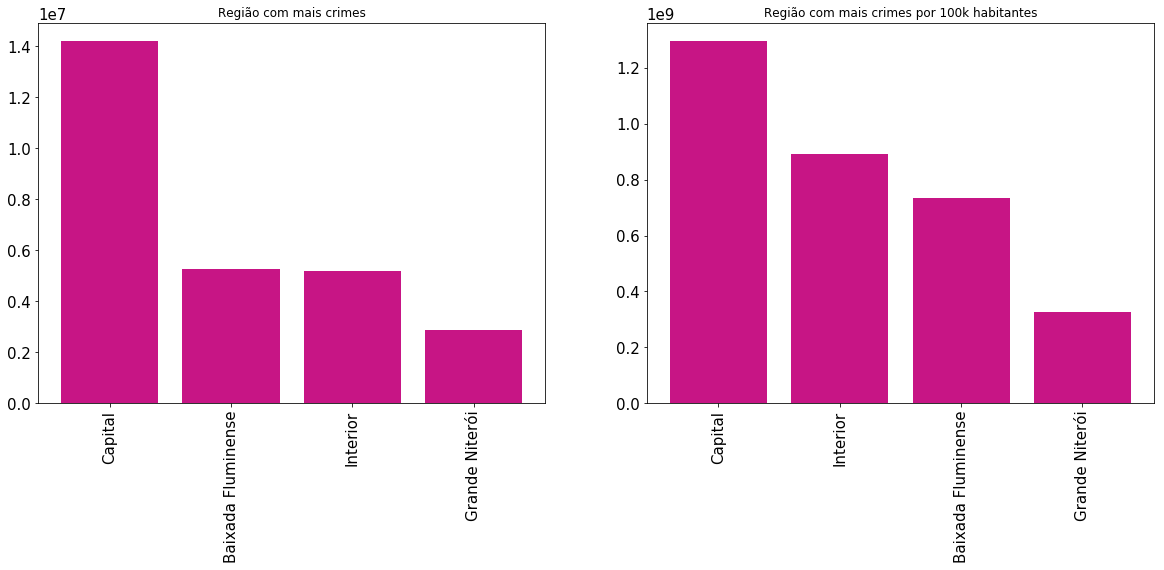 Região com mais crimes
1e7
1.4
1.2
1.0
0.8
0.6
0.4
0.2
0.0
Capital
Baixada Fluminense
Interior
Grande Niterói
Região com mais crimes por 100k habitantes
1e9
1.2
1.0
0.8
0.6
0.4
0.2
0.0
Capital
Interior
Baixada Fluminense
Grande Niterói